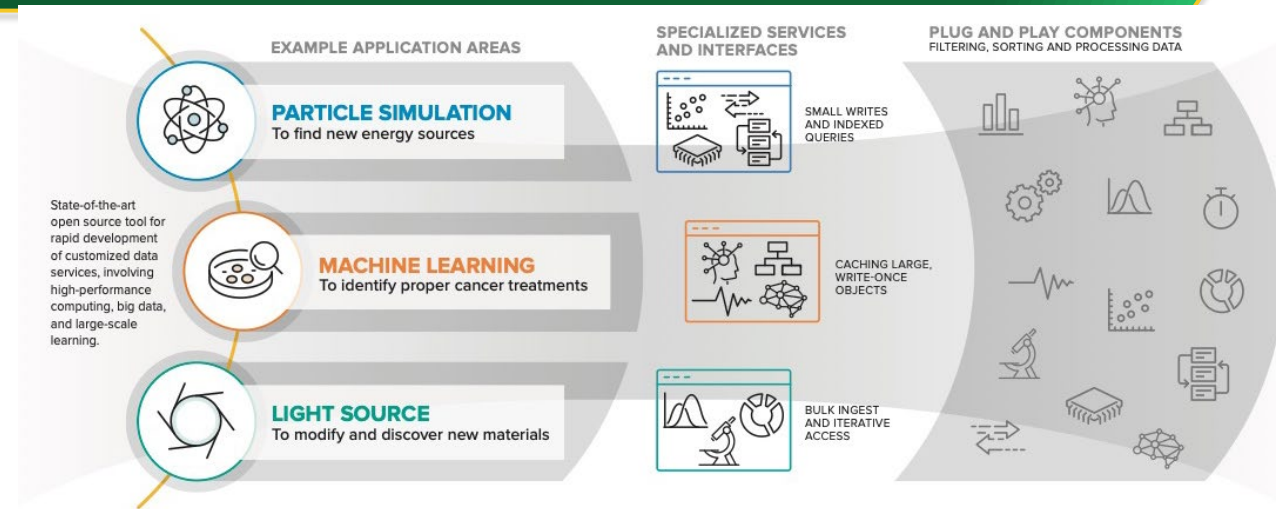 EXAMPLE APPLICATION AREAS
SPECIALIZED SERVICES
AND INTERFACES
PLUG AND PLAY COMPONENTS
FILTERING, SORTING AND PROCESSING DATA
State-of-the-art
open source tool for
rapid development
of customized data
services, involving
high-performance
computing, big data,
and large-scale
learning.
PARTICLE SIMULATION
To find new energy sources
SMALL WRITES
AND INDEXED
QUERIES
MACHINE LEARNING
To identify proper cancer treatments
CACHING LARGE,
WRITE-ONCE
OBJECTS
LIGHT SOURCE
To modify and discover new materials
BULK INGEST
AND ITERATIVE
ACCESS